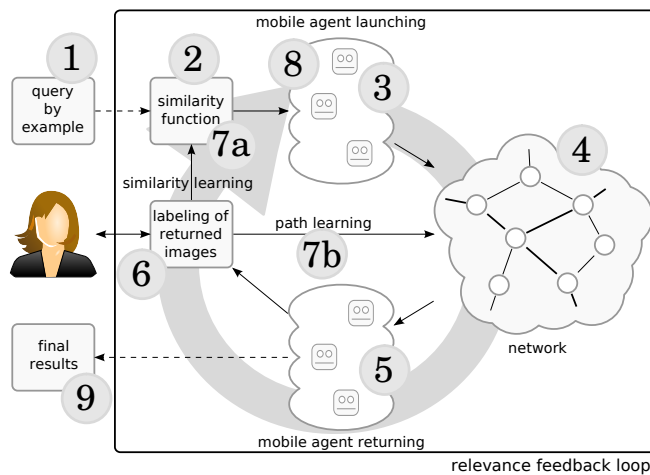 mobile agent launching
1
2
8
3
query
by
example
similarity
function
7a
4
similarity learning
labeling of
returned
images
path learning
6
7b
final
results
9
5
network
mobile agent returning
relevance feedback loop